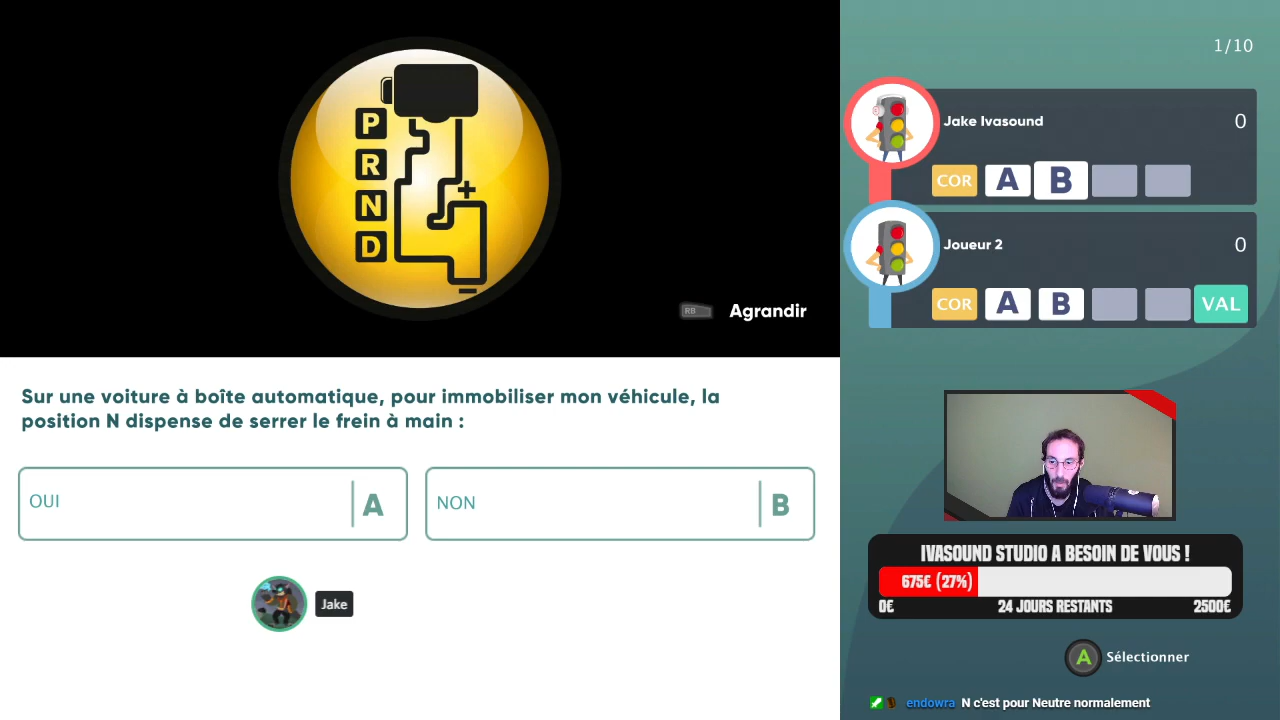 1/10
P
R
N
D
+
−
RB Agrandir
Jake Ivasound 0
COR A B
Joueur 2 0
COR A B VAL
Sur une voiture à boîte automatique, pour immobiliser mon véhicule, la
position N dispense de serrer le frein à main :
OUI A
NON B
Jake
IVASOUND STUDIO A BESOIN DE VOUS !
675€ (27%)
0€ 24 JOURS RESTANTS 2500€
A Sélectionner
endowra N c'est pour Neutre normalement